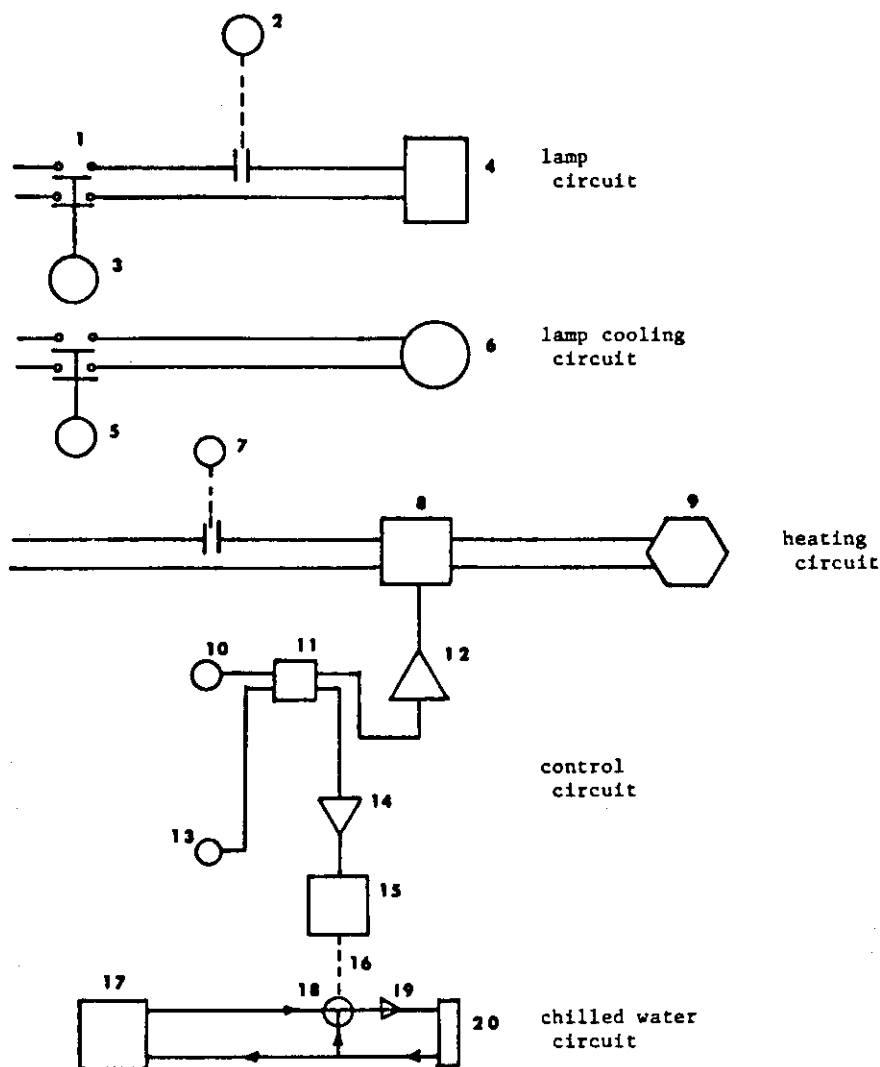 2
1
4
lamp
circuit
3
6
lamp cooling
circuit
5
7
8
9
heating
circuit
10
11
12
control
circuit
14
13
15
16
17
18
19
20
chilled water
circuit